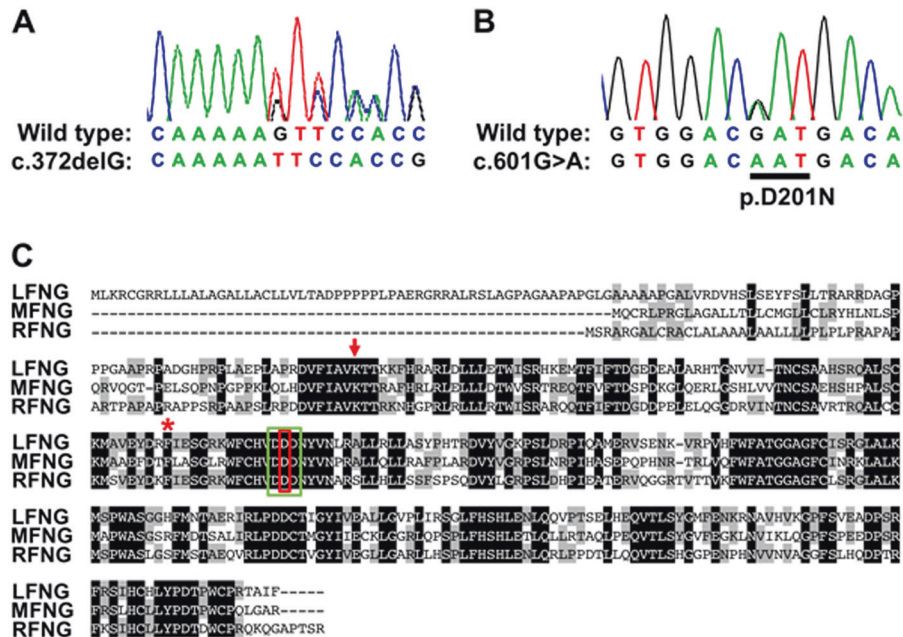 A
Wild type: C A A A A A G T T C C A C C
c.372delG: C A A A A A T T C C A C C G
B
Wild type: G T G G A C G A T G A C A
c.601G>A: G T G G A C A A T G A C A
p.D201N
C
LFNG MLKRCGRRLLLALAGALLACLLVLTADPPPPPLPAERGRRALRSLAGPAGAAPAPGLGAAAAAPGALVRDVHSLSEYFSLLTRARRDAGP
MFNG ----------------------------------------------------------MQCRLPRGLAGALLTLLCMGLLCLRYHLNLSP
RFNG -------------------------------------------------------MSRARGALCRACLALAAALAALLLLPLPLPRAPAP
LFNG PPGAAPRPADGHPRPLAEPLAPRDVFIAVKTTKKFHRARLDLLLETWISRHKEMTFIFTDGEDEALARHTGNVVI-TNCSAAHSRQALSC
MFNG QRVQGT-PELSQPNPGPPKLQLHDVFIAVKTTRAFHRLRLELLLDTWVSRTREQTFVFTDSPDKGLQERLGSHLVVTNCSAEHSHPALSC
RFNG ARTPAPAPRAPPSRPAAPSLRPDDVFIAVKTTRKNHGPRLRLLLRTWISRARQQTFIFTDGDDPELELQGGDRVINTNCSAVRTRQALCC
*
LFNG KMAVEYDRFIESGRKWFCHVDDDNYVNLRALLRLLASYPHTRDVYVGKPSLDRPIQAMERVSENK-VRPVHFWFATGGAGFCISRGLALK
MFNG KMAAEFDTFLASGLRWFCHVDDDNYVNPRALLQLLRAFPLARDVYVGRPSLNRPIHASEPQPHNR-TRLVQFWFATGGAGFCINRKLALK
RFNG KMSVEYDKFIESGRKWFCHVDDDNYVNARSLLHLLSSFSPSQDVYLGRPSLDHPIEATERVQGGRTVTTVKFWFATGGAGFCLSRGLALK
LFNG MSPWASGGHFMNTAERIRLPDDCTIGYIVEALLGVPLIRSGLFHSHLENLQQVPTSELHEQVTLSYGMFENKRNAVHVKGPFSVEADPSR
MFNG MAPWASGSRFMDTSALIRLPDDCTMGYIIECKLGGRLQPSPLFHSHLETLQLLRTAQLPEQVTLSYGVFEGKLNVIKLQGPFSPEEDPSR
RFNG MSPWASLGSFMSTAEQVRLPDDCTVGYIVEGLLGARLLHSPLFHSHLENLQRLPPDTLLQQVTLSHGGPENPHNVVNVAGGFSLHQDPTR
LFNG FRSIHCHLYPDTPWCPRTAIF-----
MFNG FRSLHCLLYPDTPWCPQLGAR-----
RFNG FKSIHCLLYPDTDWCPRQKQGAPTSR